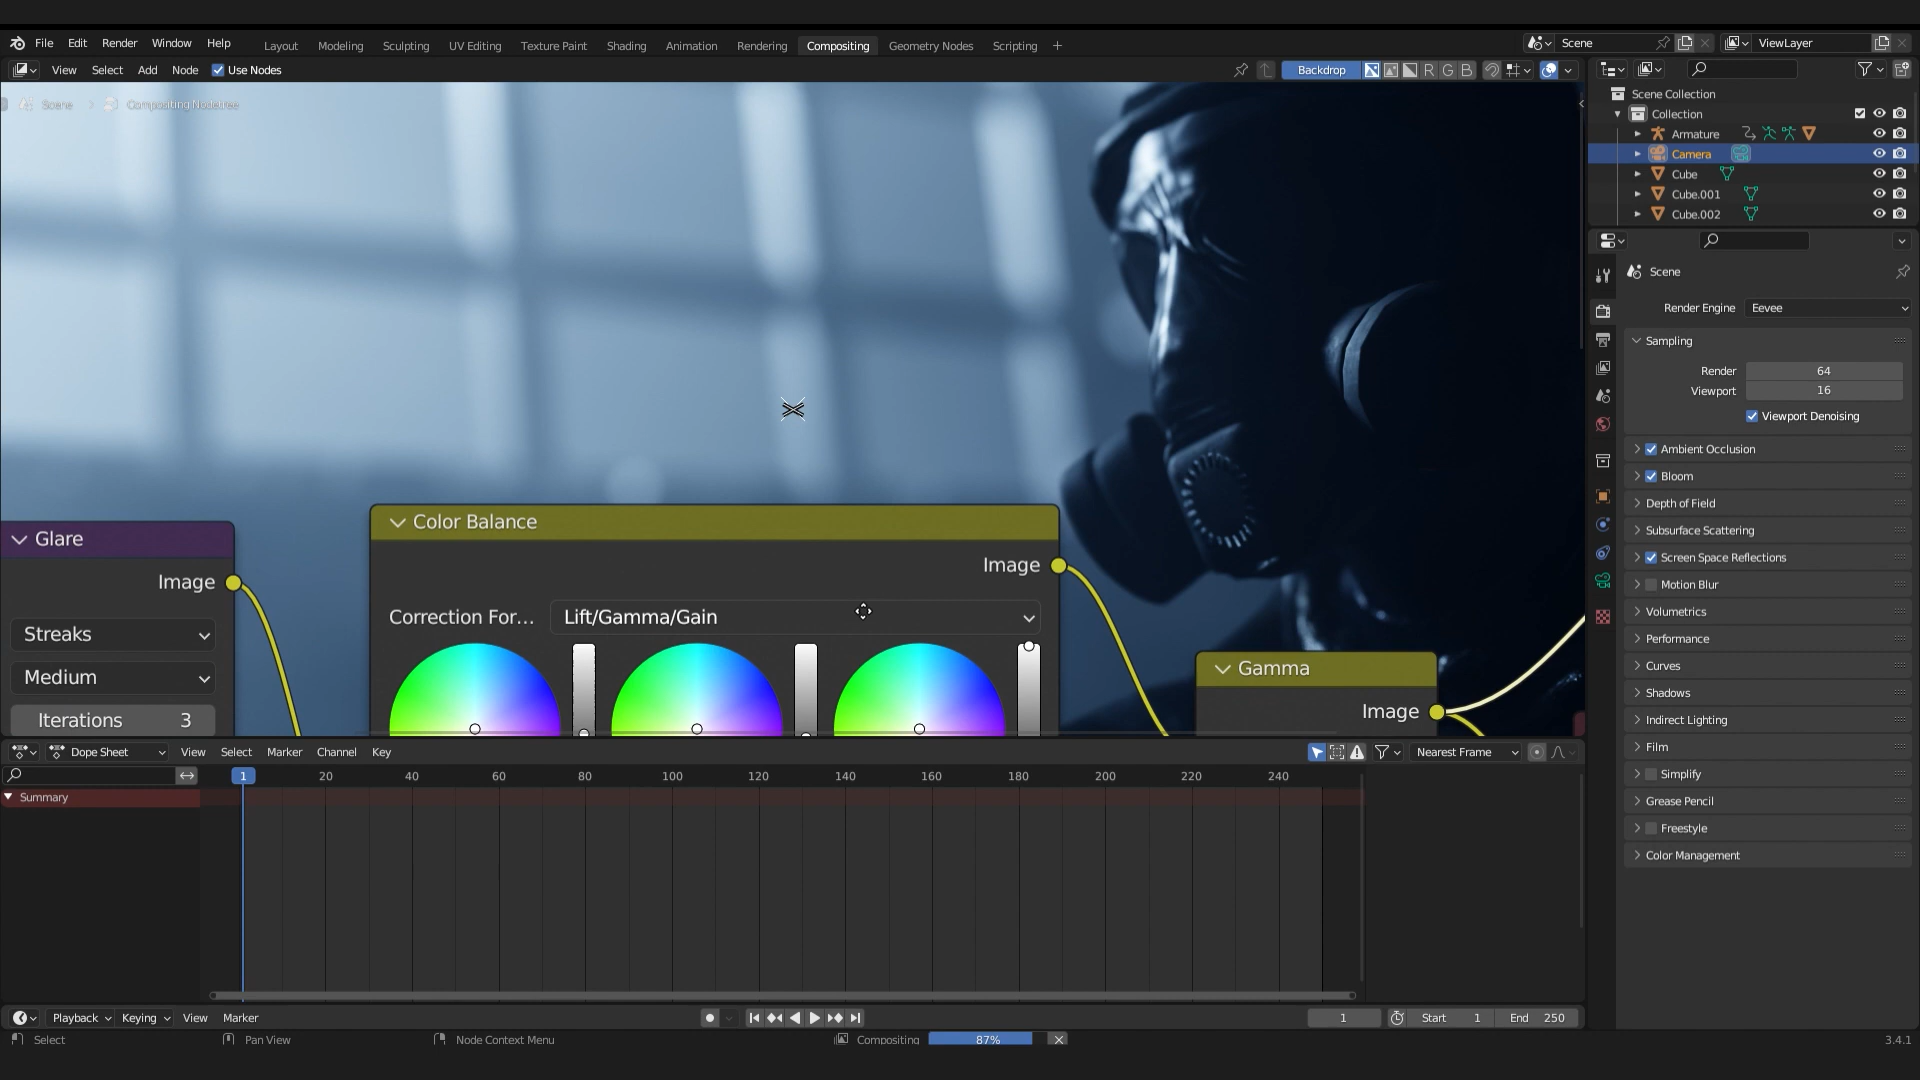 File Edit Render Window Help Layout Modeling Sculpting UV Editing Texture Paint Shading Animation Rendering Compositing Geometry Nodes Scripting + Scene ViewLayer
View Select Add Node Use Nodes Backdrop R G B
Scene > Compositing Nodetree
Scene Collection
Collection
Armature
Camera
Cube
Cube.001
Cube.002
Scene
Render Engine Eevee
Sampling
Render 64
Viewport 16
Viewport Denoising
Ambient Occlusion
Bloom
Depth of Field
Subsurface Scattering
Screen Space Reflections
Motion Blur
Volumetrics
Performance
Curves
Shadows
Indirect Lighting
Film
Simplify
Grease Pencil
Freestyle
Color Management
Glare
Image
Streaks
Medium
Iterations 3
Color Balance
Image
Correction For... Lift/Gamma/Gain
Gamma
Image
Dope Sheet View Select Marker Channel Key Nearest Frame
1 20 40 60 80 100 120 140 160 180 200 220 240
Summary
Playback Keying View Marker 1 Start 1 End 250
Select Pan View Node Context Menu Compositing 87% 3.4.1